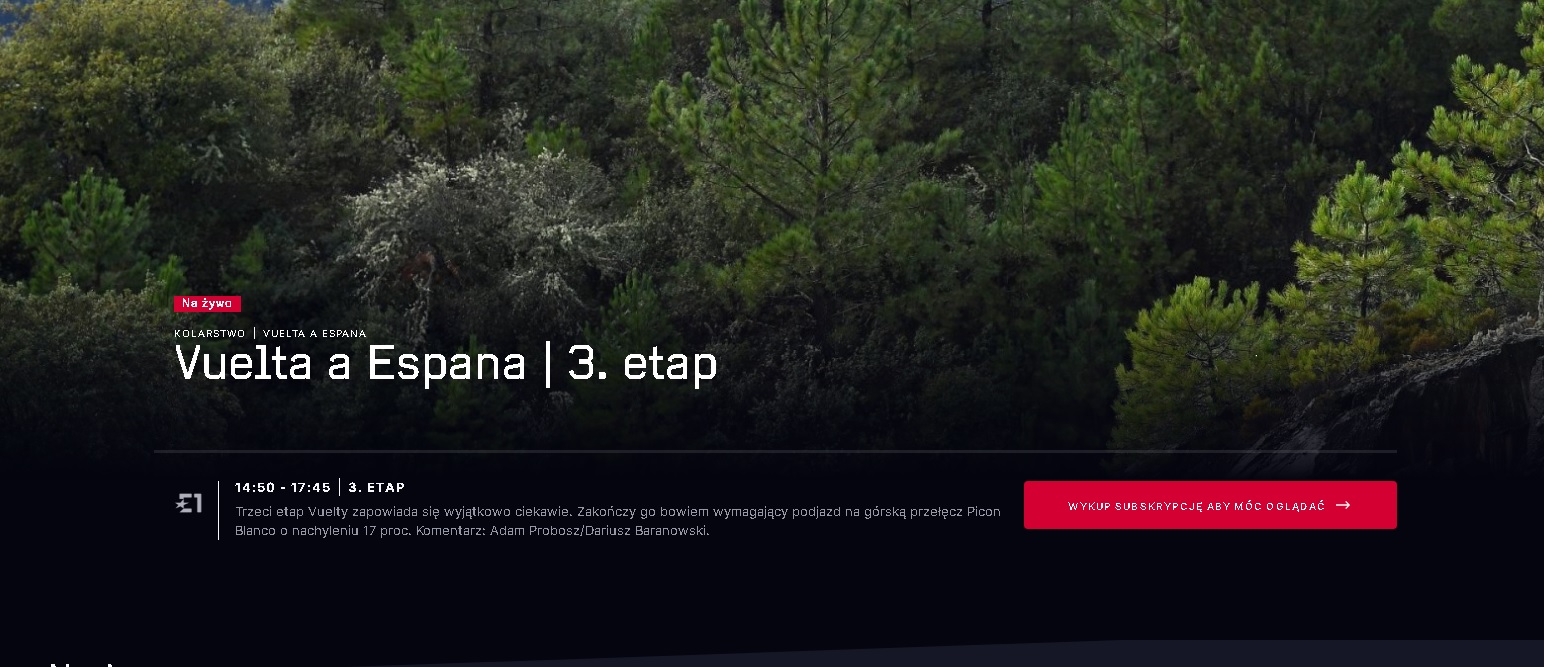 Na żywo
KOLARSTWO | VUELTA A ESPANA
Vuelta a Espana | 3. etap
14:50 - 17:45 | 3. ETAP
Trzeci etap Vuelty zapowiada się wyjątkowo ciekawie. Zakończy go bowiem wymagający podjazd na górską przełęcz Picon
Blanco o nachyleniu 17 proc. Komentarz: Adam Probosz/Dariusz Baranowski.
WYKUP SUBSKRYPCJĘ ABY MÓC OGLĄDAĆ →